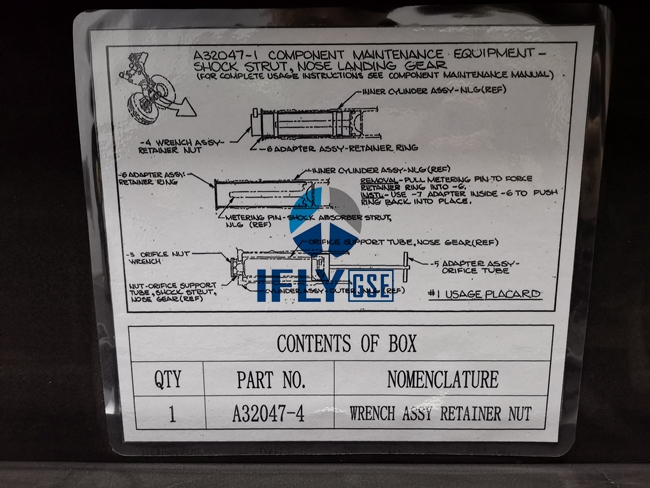 A32047-1 COMPONENT MAINTENANCE EQUIPMENT-
SHOCK STRUT, NOSE LANDING GEAR
(FOR COMPLETE USAGE INSTRUCTIONS SEE COMPONENT MAINTENANCE MANUAL)
INNER CYLINDER ASSY-NLG(REF)
-4 WRENCH ASSY-
RETAINER NUT
-6 ADAPTER ASSY-RETAINER RING
-6 ADAPTER ASSY-
RETAINER RING
INNER CYLINDER ASSY-NLG (REF)
REMOVAL-PULL METERING PIN TO FORCE
RETAINER RING INTO -6.
INSTL- USE -7 ADAPTER INSIDE -6 TO PUSH
RING BACK INTO PLACE.
METERING PIN-SHOCK ABSORBER STRUT,
NLG (REF)
ORIFICE SUPPORT TUBE, NOSE GEAR(REF)
-3 ORIFICE NUT
WRENCH
-5 ADAPTER ASSY-
ORIFICE TUBE
NUT-ORIFICE SUPPORT
TUBE, SHOCK STRUT,
NOSE GEAR(REF)
CYLINDER ASSY-OUTER NLG (REF)
IFLY GSE
#1 USAGE PLACARD
CONTENTS OF BOX
QTY PART NO. NOMENCLATURE
1 A32047-4 WRENCH ASSY RETAINER NUT